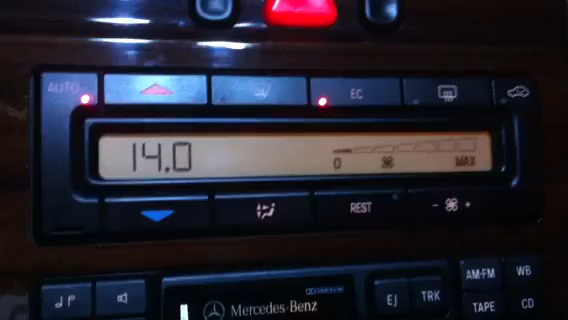 AUTO EC
14.0
0 MAX
REST - +
AM·FM WB
Mercedes-Benz EJ TRK
TAPE CD